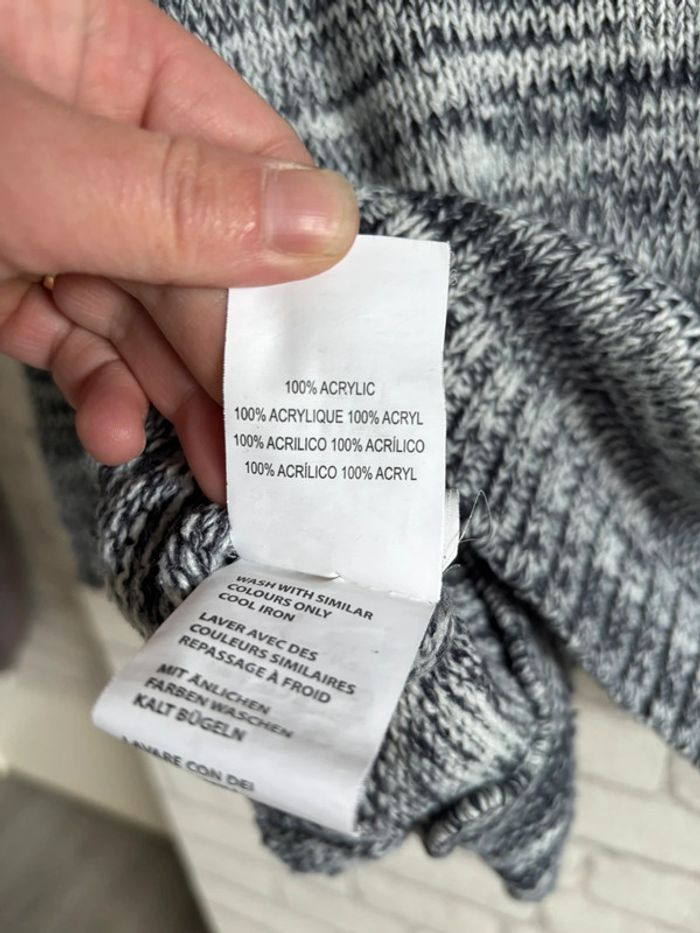 100% ACRYLIC
100% ACRYLIQUE 100% ACRYL
100% ACRILICO 100% ACRÍLICO
100% ACRÍLICO 100% ACRYL
WASH WITH SIMILAR
COLOURS ONLY
COOL IRON
LAVER AVEC DES
COULEURS SIMILAIRES
REPASSAGE À FROID
MIT ÄNLICHEN
FARBEN WASCHEN
KALT BÜGELN
LAVARE CON DEI